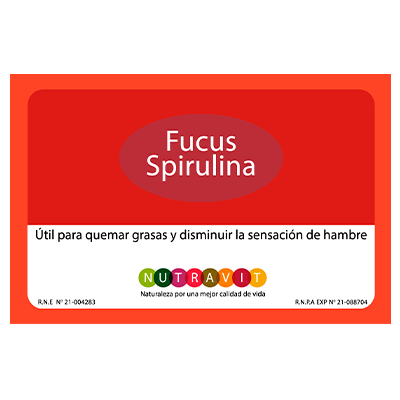 Fucus
Spirulina
Útil para quemar grasas y disminuir la sensación de hambre
NUTRAVIT
Naturaleza por una mejor calidad de vida
R.N.E Nº 21-004283
R.N.P.A EXP Nº 21-088704